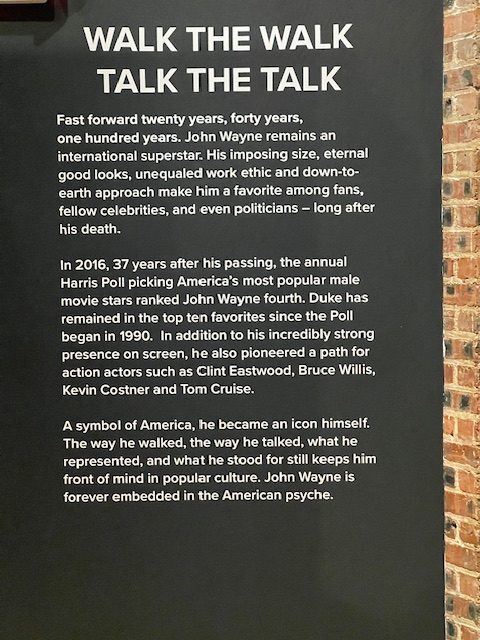 WALK THE WALK
TALK THE TALK
Fast forward twenty years, forty years,
one hundred years. John Wayne remains an
international superstar. His imposing size, eternal
good looks, unequaled work ethic and down-to-
earth approach make him a favorite among fans,
fellow celebrities, and even politicians – long after
his death.
In 2016, 37 years after his passing, the annual
Harris Poll picking America's most popular male
movie stars ranked John Wayne fourth. Duke has
remained in the top ten favorites since the Poll
began in 1990. In addition to his incredibly strong
presence on screen, he also pioneered a path for
action actors such as Clint Eastwood, Bruce Willis,
Kevin Costner and Tom Cruise.
A symbol of America, he became an icon himself.
The way he walked, the way he talked, what he
represented, and what he stood for still keeps him
front of mind in popular culture. John Wayne is
forever embedded in the American psyche.